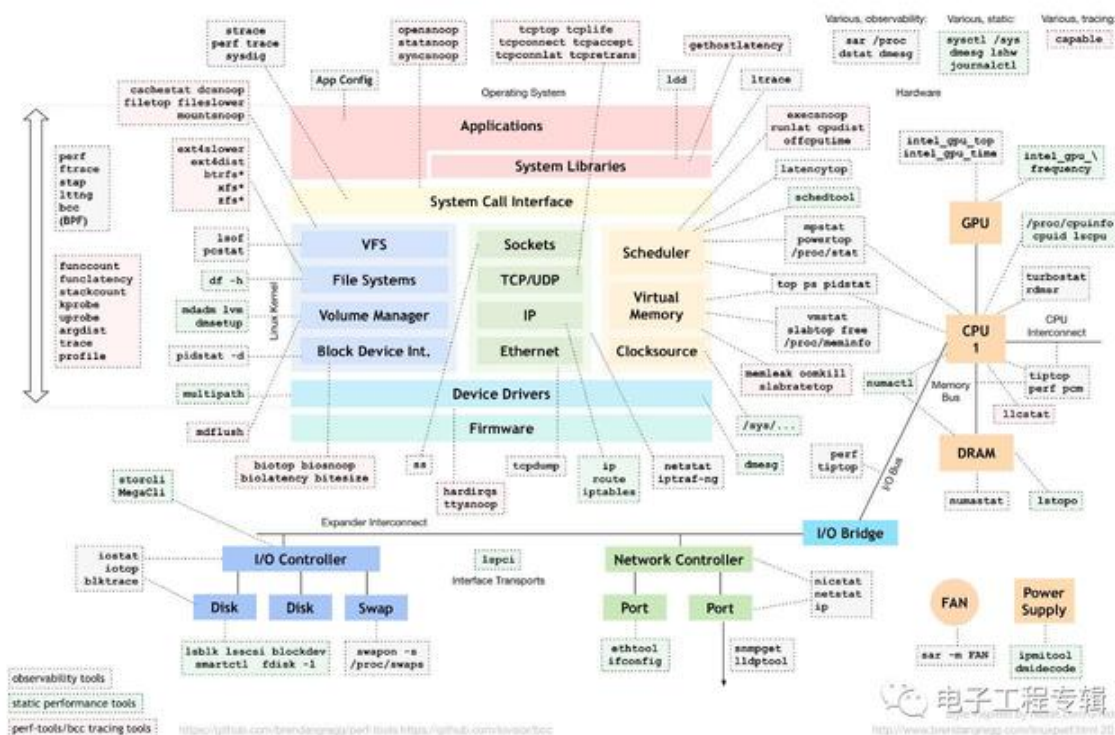 strace
perf trace
sysdig
opensnoop
statsnoop
syncsnoop
tcptop tcplife
tcpconnect tcpaccept
tcpconnlat tcpretrans
gethostlatency
Various, observability:
sar /proc
dstat dmesg
Various, static:
sysctl /sys
dmesg lshw
journalctl
Various, tracing:
capable
App Config
Operating System
ldd
ltrace
Hardware
cachestat dcsnoop
filetop fileslower
mountsnoop
Applications
System Libraries
execsnoop
runlat cpudist
offcputime
intel_gpu_top
intel_gpu_time
intel_gpu_\
frequency
perf
ftrace
stap
lttng
bcc
(BPF)
ext4slower
ext4dist
btrfs*
xfs*
zfs*
System Call Interface
latencytop
schedtool
GPU
/proc/cpuinfo
cpuid lscpu
lsof
pcstat
VFS
Sockets
Scheduler
mpstat
powertop
/proc/stat
funccount
funclatency
stackcount
kprobe
uprobe
argdist
trace
profile
df -h
File Systems
TCP/UDP
top ps pidstat
turbostat
rdmsr
Linux Kernel
mdadm lvm
dmsetup
Volume Manager
IP
Virtual
Memory
vmstat
slabtop free
/proc/meminfo
CPU
1
CPU
Interconnect
pidstat -d
Block Device Int.
Ethernet
Clocksource
memleak oomkill
slabratetop
numactl
Memory
Bus
tiptop
perf pcm
llcstat
multipath
Device Drivers
/sys/...
mdflush
Firmware
DRAM
biotop biosnoop
biolatency bitesize
ss
hardirqs
ttysnoop
tcpdump
ip
route
iptables
netstat
iptraf-ng
dmesg
perf
tiptop
I/O Bus
numastat
lstopo
storcli
MegaCli
Expander Interconnect
I/O Bridge
iostat
iotop
blktrace
I/O Controller
lspci
Interface Transports
Network Controller
nicstat
netstat
ip
Disk
Disk
Swap
Port
Port
FAN
Power
Supply
lsblk lsscsi blockdev
smartctl fdisk -l
swapon -s
/proc/swaps
ethtool
ifconfig
snmpget
lldptool
sar -m FAN
ipmitool
dmidecode
observability tools
static performance tools
perf-tools/bcc tracing tools
https://github.com/brendangregg/perf-tools https://github.com/iovisor/bcc
电子工程专辑